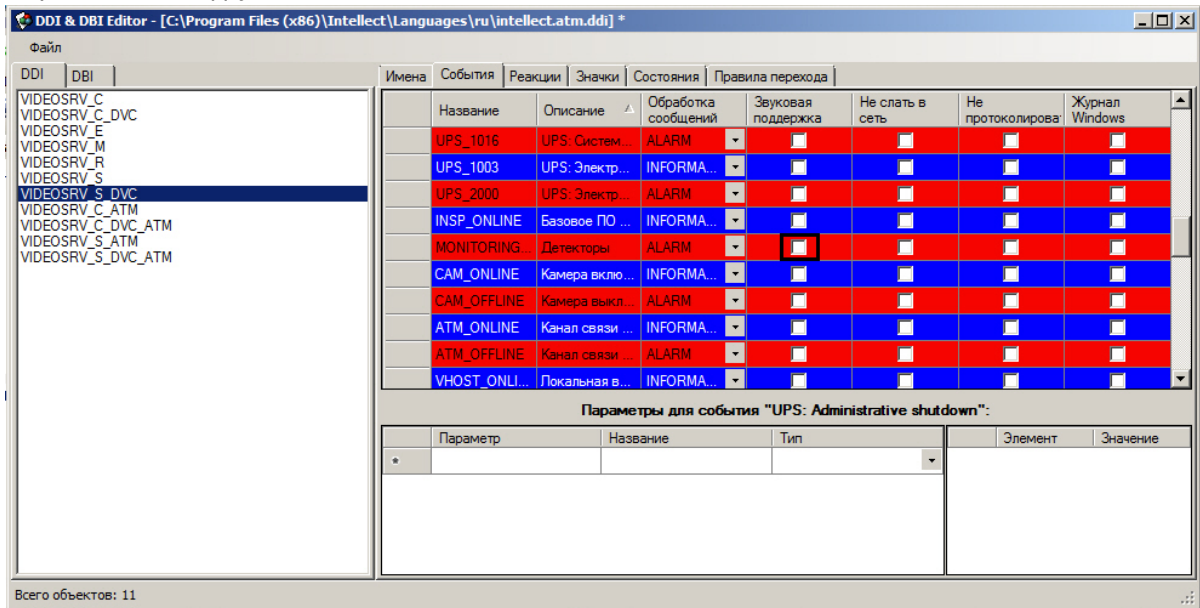 DDI & DBI Editor - [C:\Program Files (x86)\Intellect\Languages\ru\intellect.atm.ddi] *
Файл
DDI DBI
VIDEOSRV_C
VIDEOSRV_C_DVC
VIDEOSRV_E
VIDEOSRV_M
VIDEOSRV_R
VIDEOSRV_S
VIDEOSRV_S_DVC
VIDEOSRV_C_ATM
VIDEOSRV_C_DVC_ATM
VIDEOSRV_S_ATM
VIDEOSRV_S_DVC_ATM
Имена События Реакции Значки Состояния Правила перехода
Название Описание Обработка сообщений Звуковая поддержка Не слать в сеть Не протоколироват Журнал Windows
UPS_1016 UPS: Систем... ALARM
UPS_1003 UPS: Электр... INFORMA...
UPS_2000 UPS: Электр... ALARM
INSP_ONLINE Базовое ПО ... INFORMA...
MONITORING... Детекторы ALARM
CAM_ONLINE Камера вклю... INFORMA...
CAM_OFFLINE Камера выкл... ALARM
ATM_ONLINE Канал связи ... INFORMA...
ATM_OFFLINE Канал связи ... ALARM
VHOST_ONLI... Локальная в... INFORMA...
Параметры для события "UPS: Administrative shutdown":
Параметр Название Тип Элемент Значение
*
Всего объектов: 11